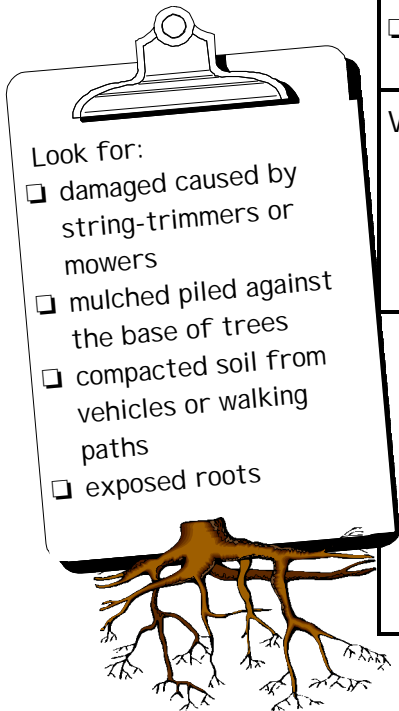 Look for:
❏ damaged caused by
string-trimmers or
mowers
❏ mulched piled against
the base of trees
❏ compacted soil from
vehicles or walking
paths
❏ exposed roots